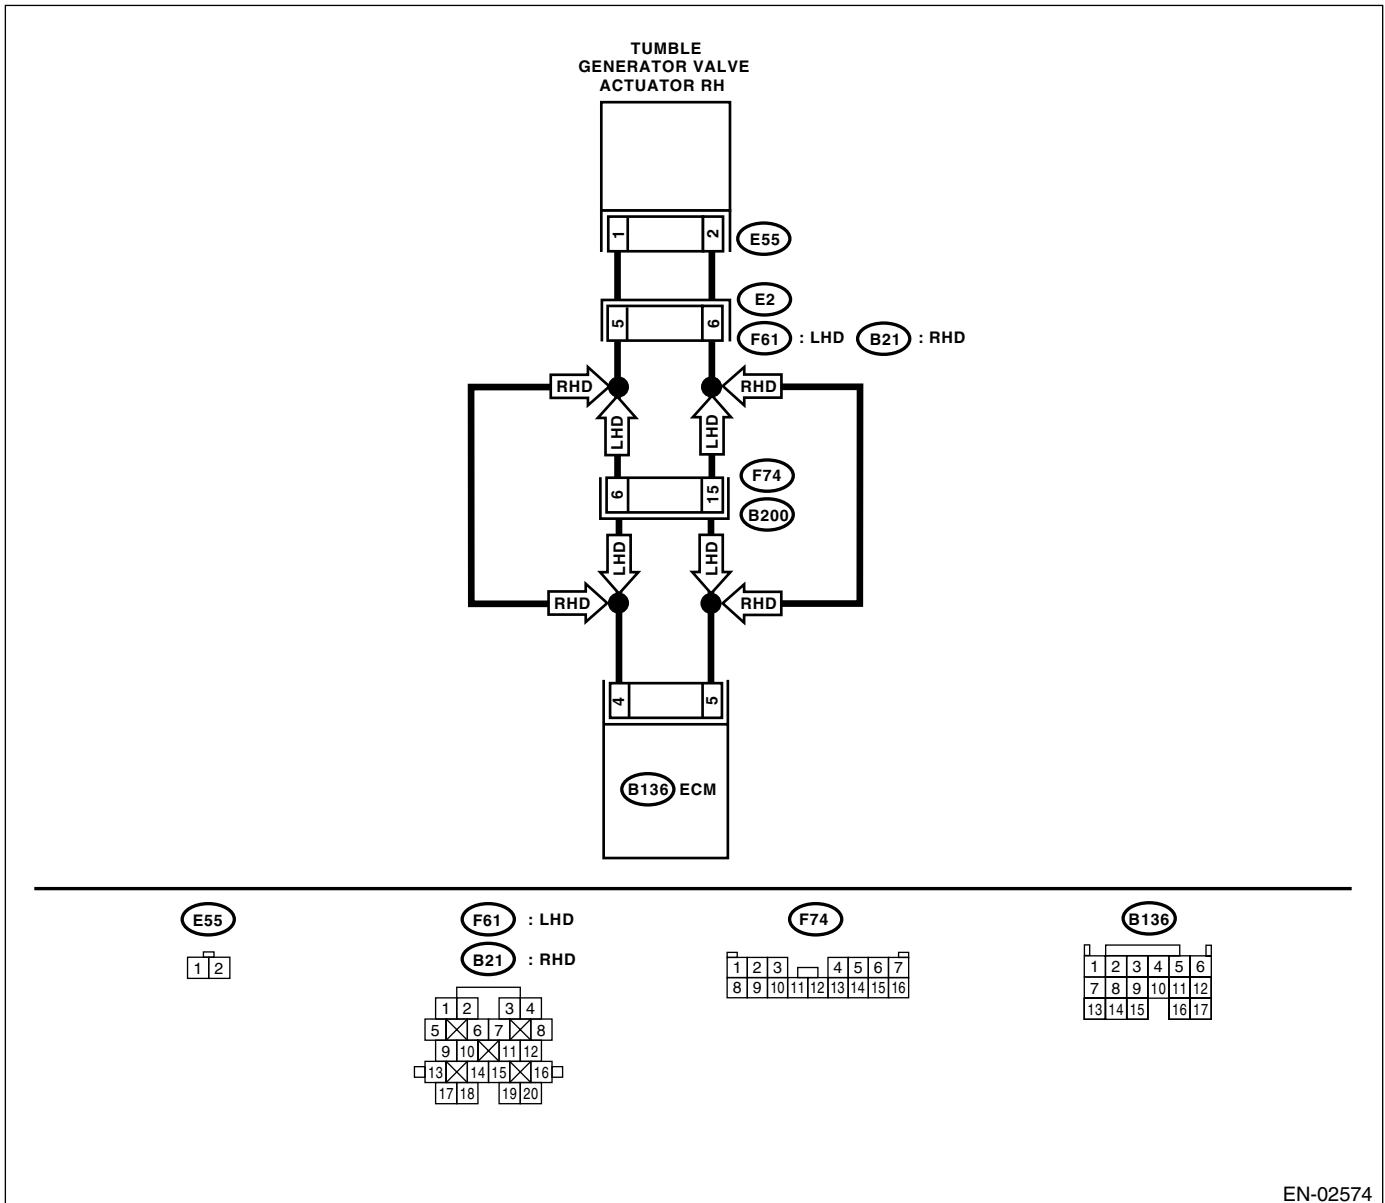 TUMBLE
GENERATOR VALVE
ACTUATOR RH
1 2
E55
E2
5 6
F61 : LHD B21 : RHD
RHD RHD
LHD LHD
F74
6 15
B200
LHD LHD
RHD RHD
4 5
B136 ECM
E55
1 2
F61 : LHD
B21 : RHD
1 2 3 4
5 6 7 8
9 10 11 12
13 14 15 16
17 18 19 20
F74
1 2 3 4 5 6 7
8 9 10 11 12 13 14 15 16
B136
1 2 3 4 5 6
7 8 9 10 11 12
13 14 15 16 17
EN-02574